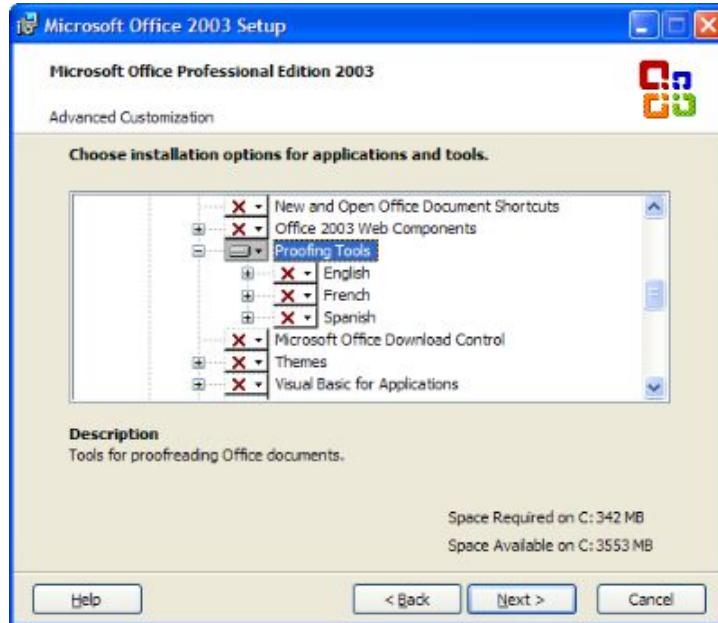 Microsoft Office 2003 Setup
Microsoft Office Professional Edition 2003
Advanced Customization
Choose installation options for applications and tools.
New and Open Office Document Shortcuts
Office 2003 Web Components
Proofing Tools
English
French
Spanish
Microsoft Office Download Control
Themes
Visual Basic for Applications
Description
Tools for proofreading Office documents.
Space Required on C: 342 MB
Space Available on C: 3553 MB
Help < Back Next > Cancel